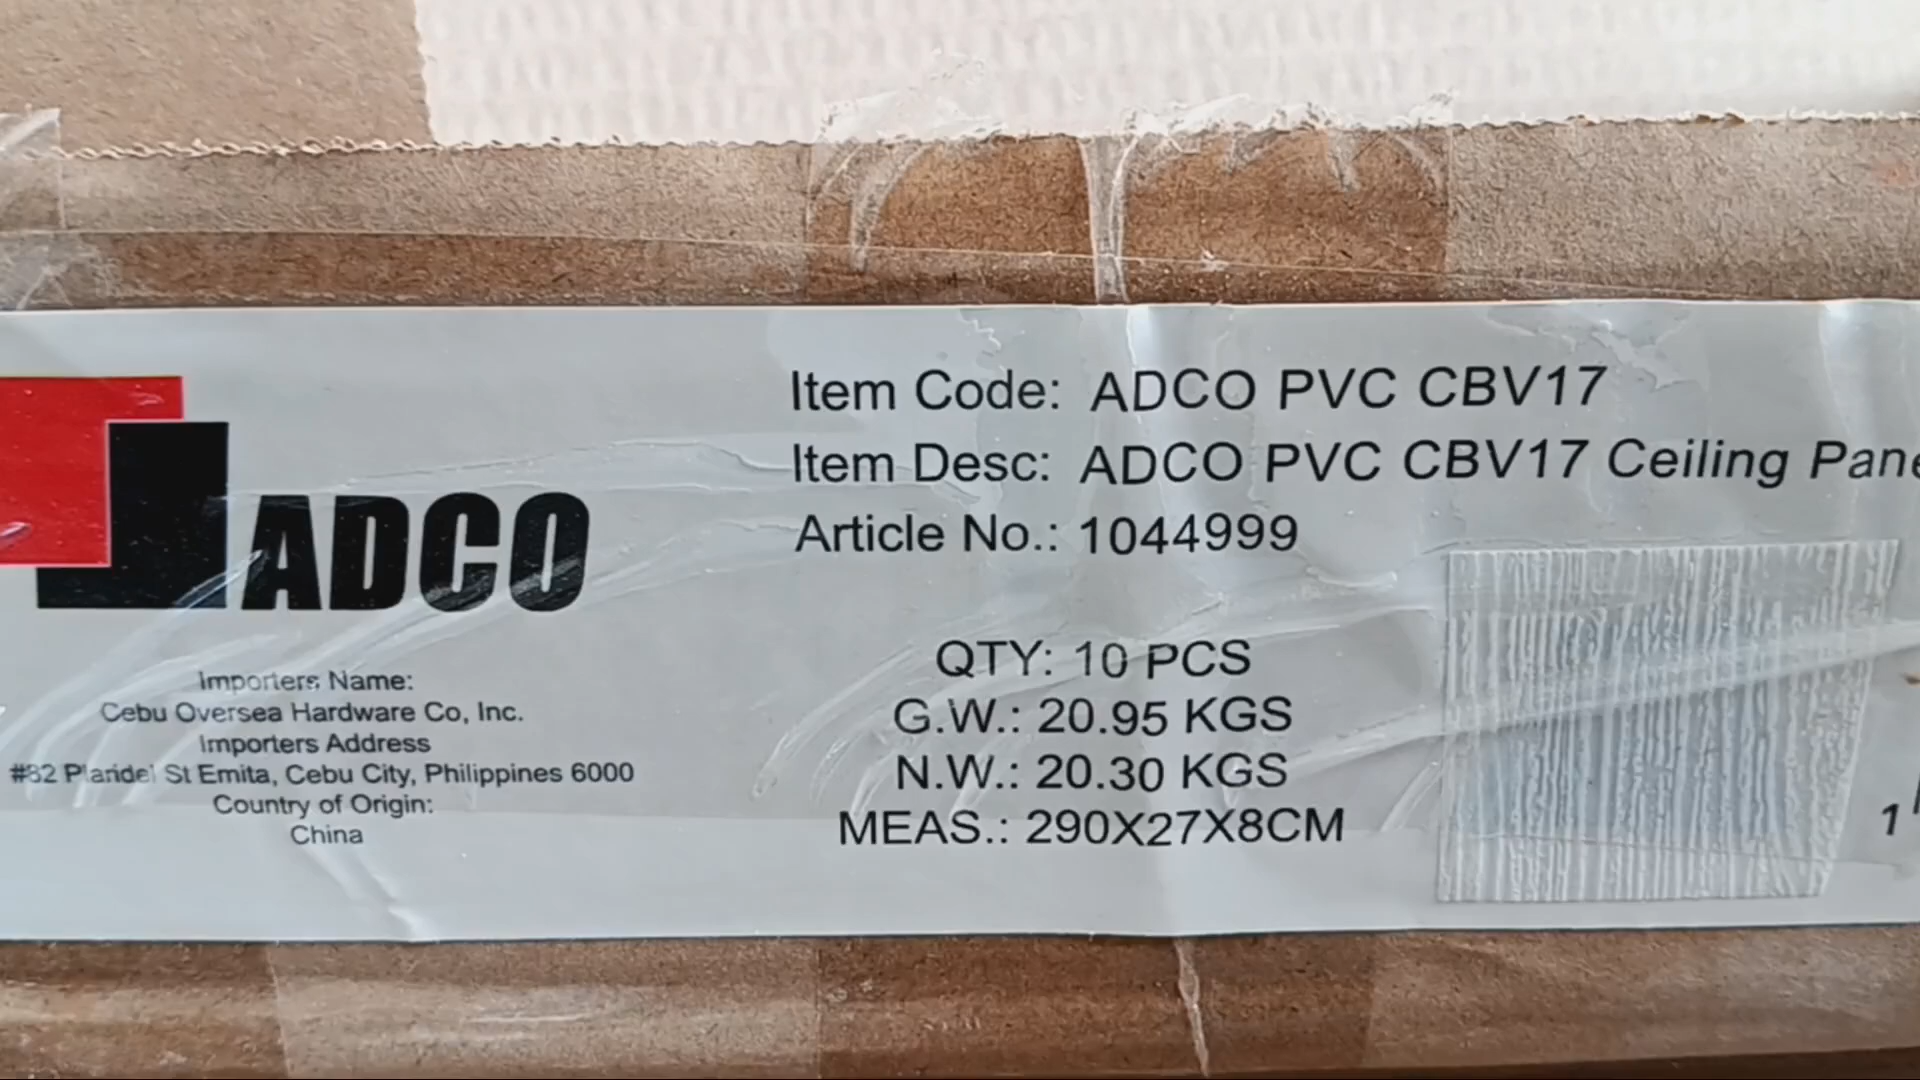 ADCO
Importers Name:
Cebu Oversea Hardware Co, Inc.
Importers Address
#82 Plaridel St Emita, Cebu City, Philippines 6000
Country of Origin:
China
Item Code: ADCO PVC CBV17
Item Desc: ADCO PVC CBV17 Ceiling
Article No.: 1044999
QTY: 10 PCS
G.W.: 20.95 KGS
N.W.: 20.30 KGS
MEAS.: 290X27X8CM
1